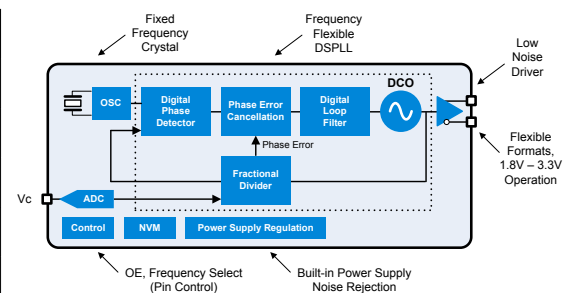 Fixed
Frequency
Crystal
Frequency
Flexible
DSPLL
Low
Noise
Driver
OSC
Digital
Phase
Detector
Phase Error
Cancellation
Digital
Loop
Filter
DCO
Phase Error
Fractional
Divider
Flexible
Formats,
1.8V – 3.3V
Operation
Vc
ADC
Control
NVM
Power Supply Regulation
OE, Frequency Select
(Pin Control)
Built-in Power Supply
Noise Rejection